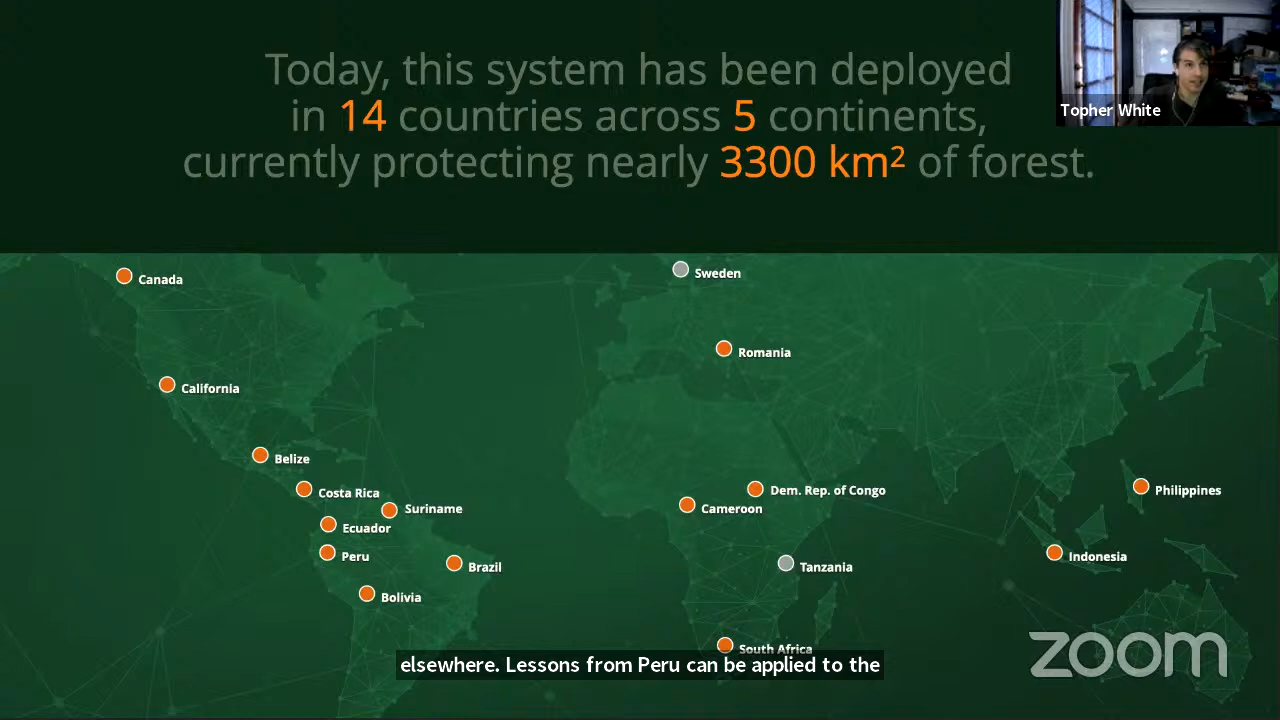 Today, this system has been deployed
in 14 countries across 5 continents,
currently protecting nearly 3300 km² of forest.
Topher White
Canada
Sweden
Romania
California
Belize
Costa Rica
Suriname
Ecuador
Peru
Brazil
Bolivia
Dem. Rep. of Congo
Cameroon
Tanzania
South Africa
Philippines
Indonesia
elsewhere. Lessons from Peru can be applied to the
zoom